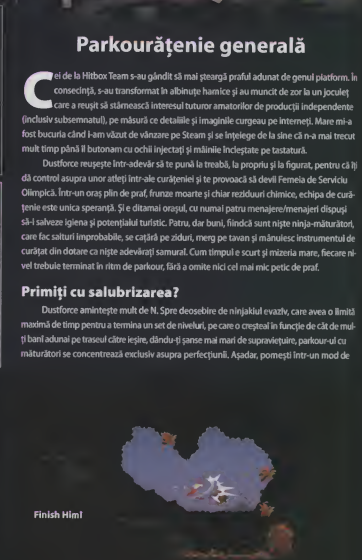 Parkourățenie generală
Cei de la Hitbox Team s-au gândit să mai șteargă praful adunat de genul platform. În
consecință, s-au transformat în albinuțe harnice și au muncit de zor la un joculeț
care a reușit să stârnească interesul tuturor amatorilor de producții independente
(inclusiv subsemnatul), pe măsură ce detaliile și imaginile curgeau pe interneți. Mare mi-a
fost bucuria când l-am văzut de vânzare pe Steam și se înțelege de la sine că n-a mai trecut
mult timp până îl butonam cu ochii injectați și mâinile încleștate pe tastatură.
Dustforce reușește într-adevăr să te pună la treabă, la propriu și la figurat, pentru că îți
dă control asupra unor atleți într-ale curățeniei și te provoacă să devii Femeia de Serviciu
Olimpică. Într-un oraș plin de praf, frunze moarte și chiar reziduuri chimice, echipa de cură-
țenie este unica speranță. Și e ditamai orașul, cu numai patru menajere/menajeri dispuși
să-i salveze igiena și potențialul turistic. Patru, dar buni, fiindcă sunt niște ninja-măturători,
care fac salturi improbabile, se cațără pe ziduri, merg pe tavan și mânuiesc instrumentul de
curățat din dotare ca niște adevărați samurai. Cum timpul e scurt și mizeria mare, fiecare ni-
vel trebuie terminat în ritm de parkour, fără a omite nici cel mai mic petic de praf.
Primiți cu salubrizarea?
Dustforce amintește mult de N. Spre deosebire de ninjakiul evaziv, care avea o limită
maximă de timp pentru a termina un set de niveluri, pe care o creșteai în funcție de cât de mul-
ți bani adunai pe traseul către ieșire, dându-ți șanse mai mari de supraviețuire, parkour-ul cu
măturători se concentrează exclusiv asupra perfecțiunii. Așadar, pornești într-un mod de
Finish Him!